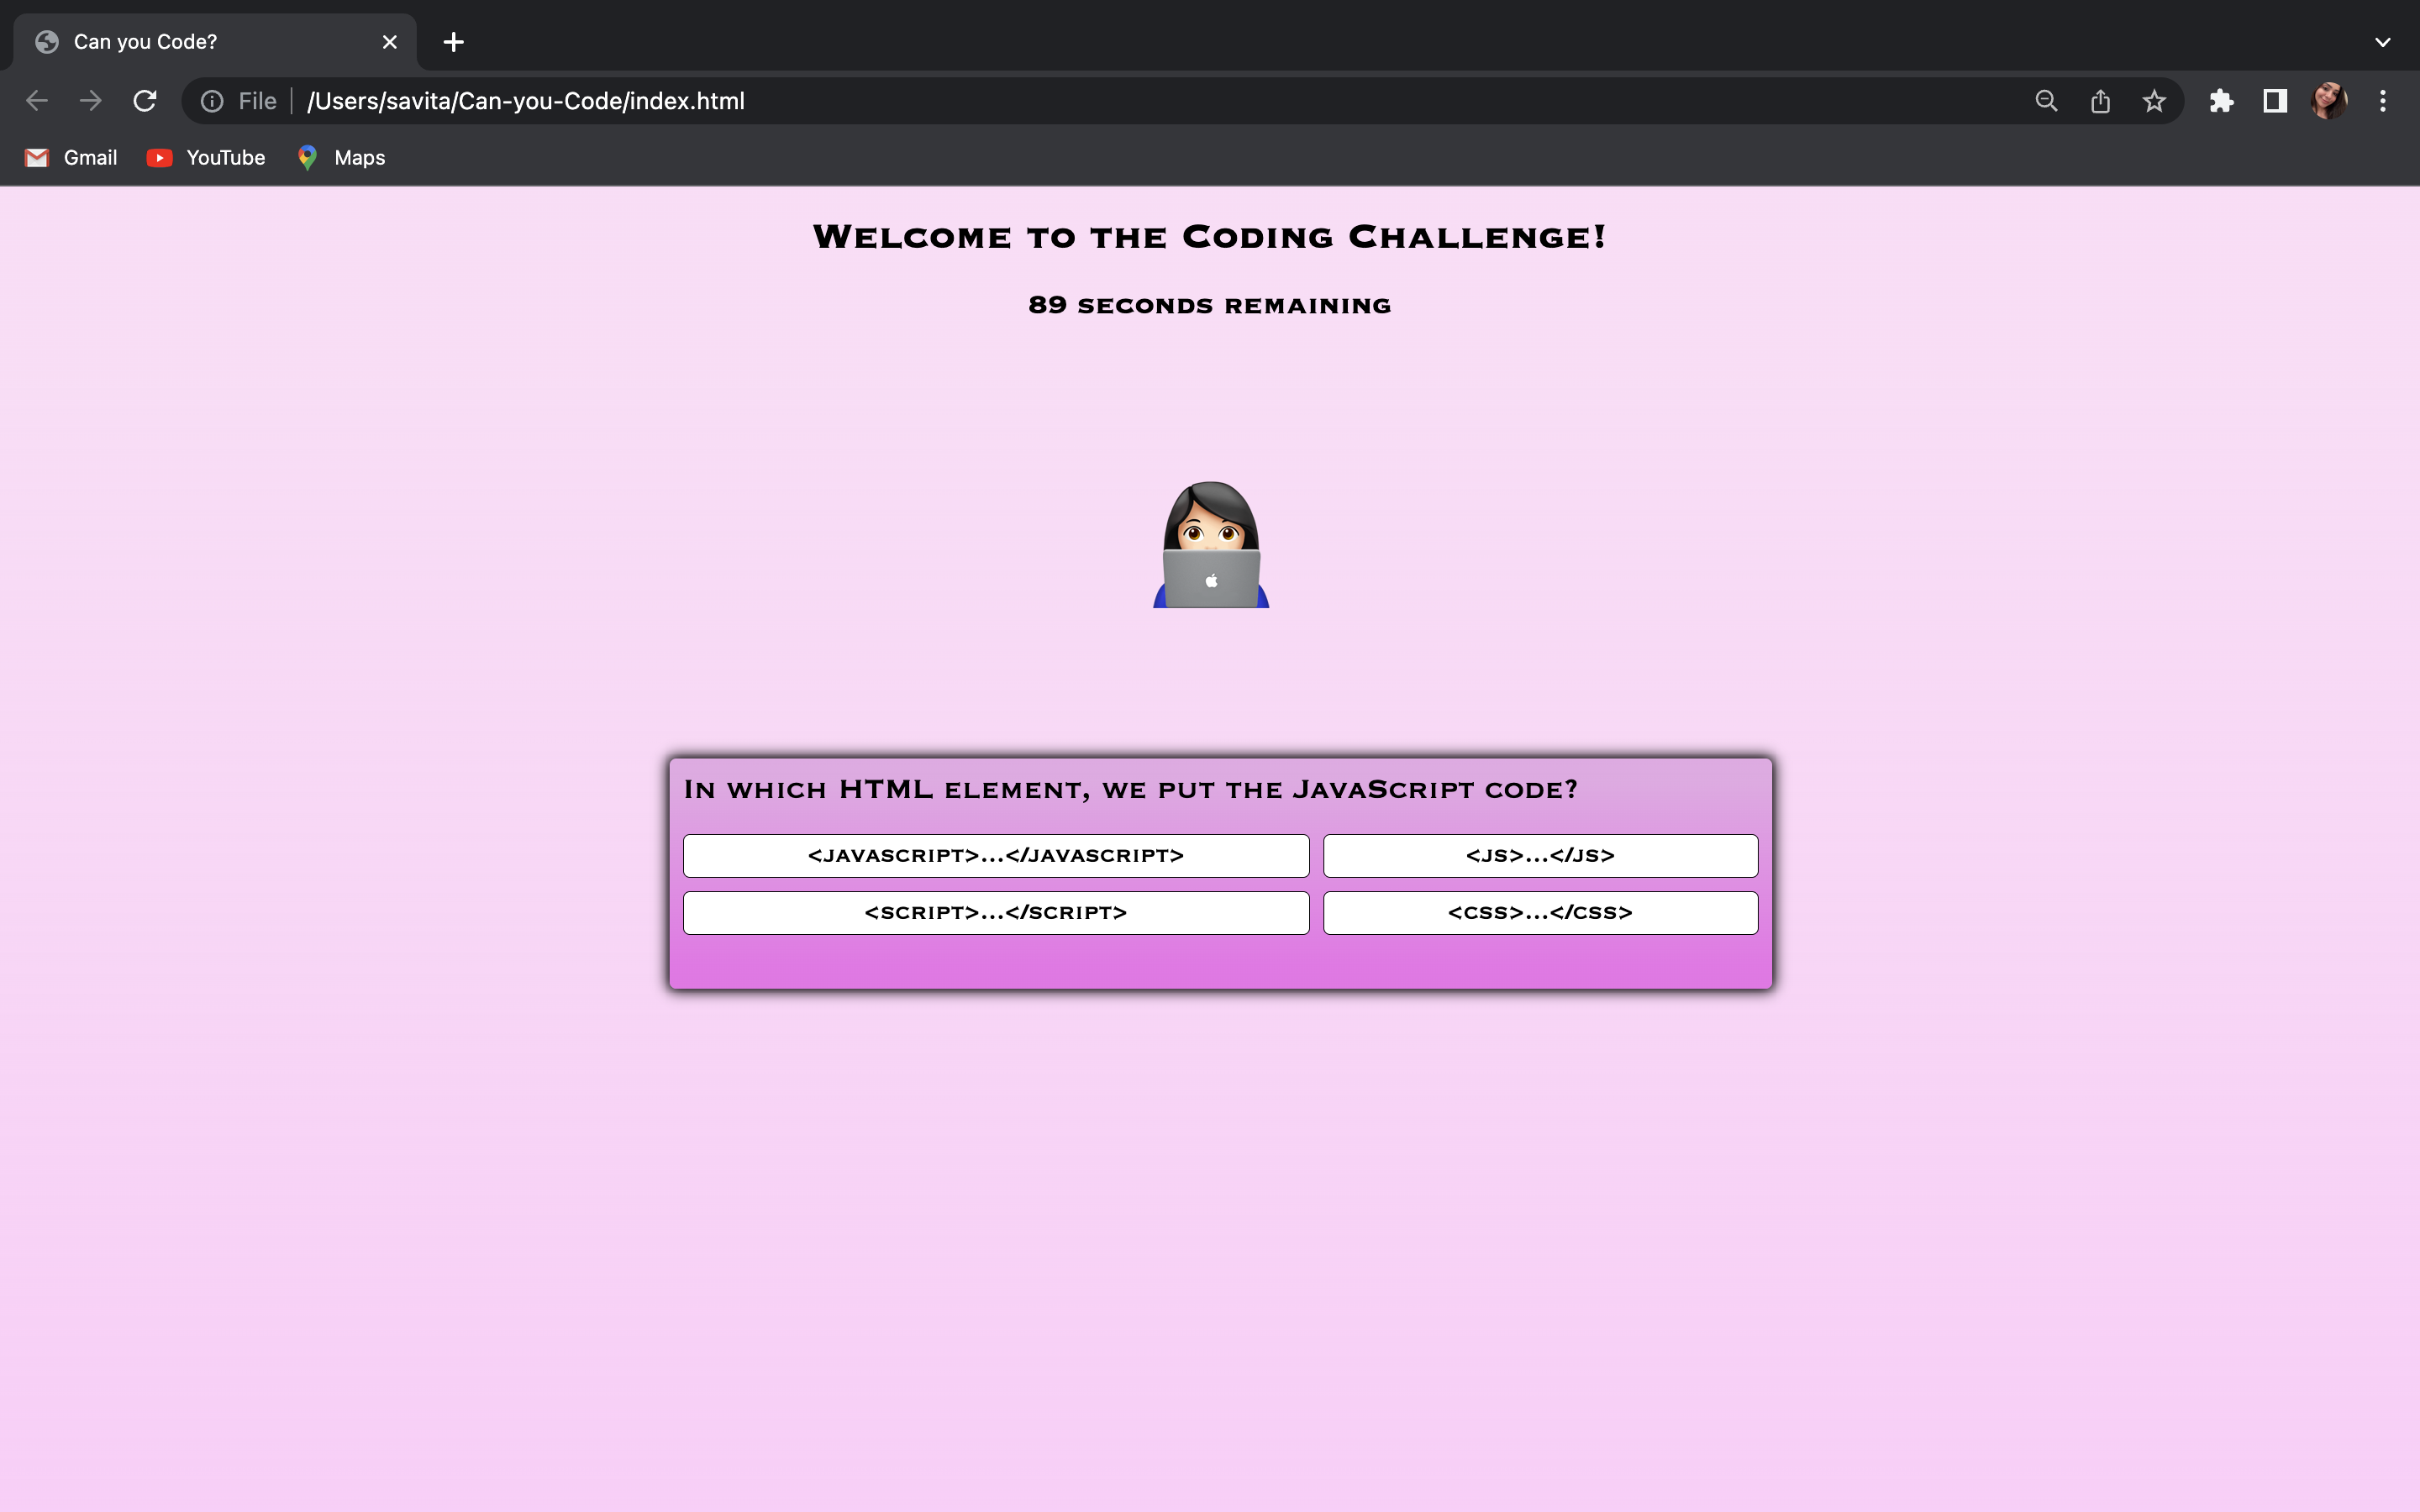 Can you Code?
File /Users/savita/Can-you-Code/index.html
Gmail YouTube Maps
Welcome to the Coding Challenge!
89 seconds remaining
In which HTML element, we put the JavaScript code?
<javascript>...</javascript> <js>...</js>
<script>...</script> <css>...</css>